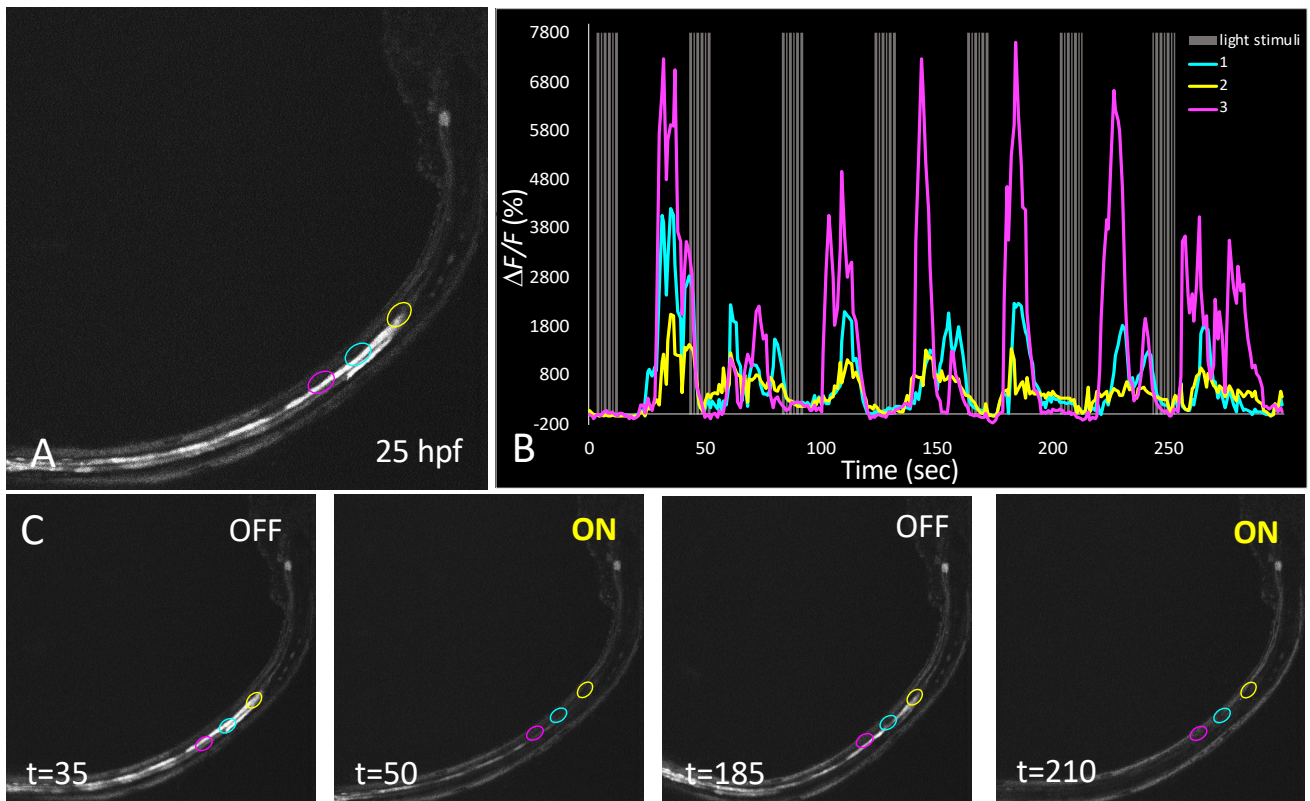 A
25 hpf
7800
6800
5800
4800
3800
2800
1800
800
-200
ΔF/F (%)
light stimuli
1
2
3
B
0
50
100
150
200
250
Time (sec)
C
OFF
t=35
ON
t=50
OFF
t=185
ON
t=210